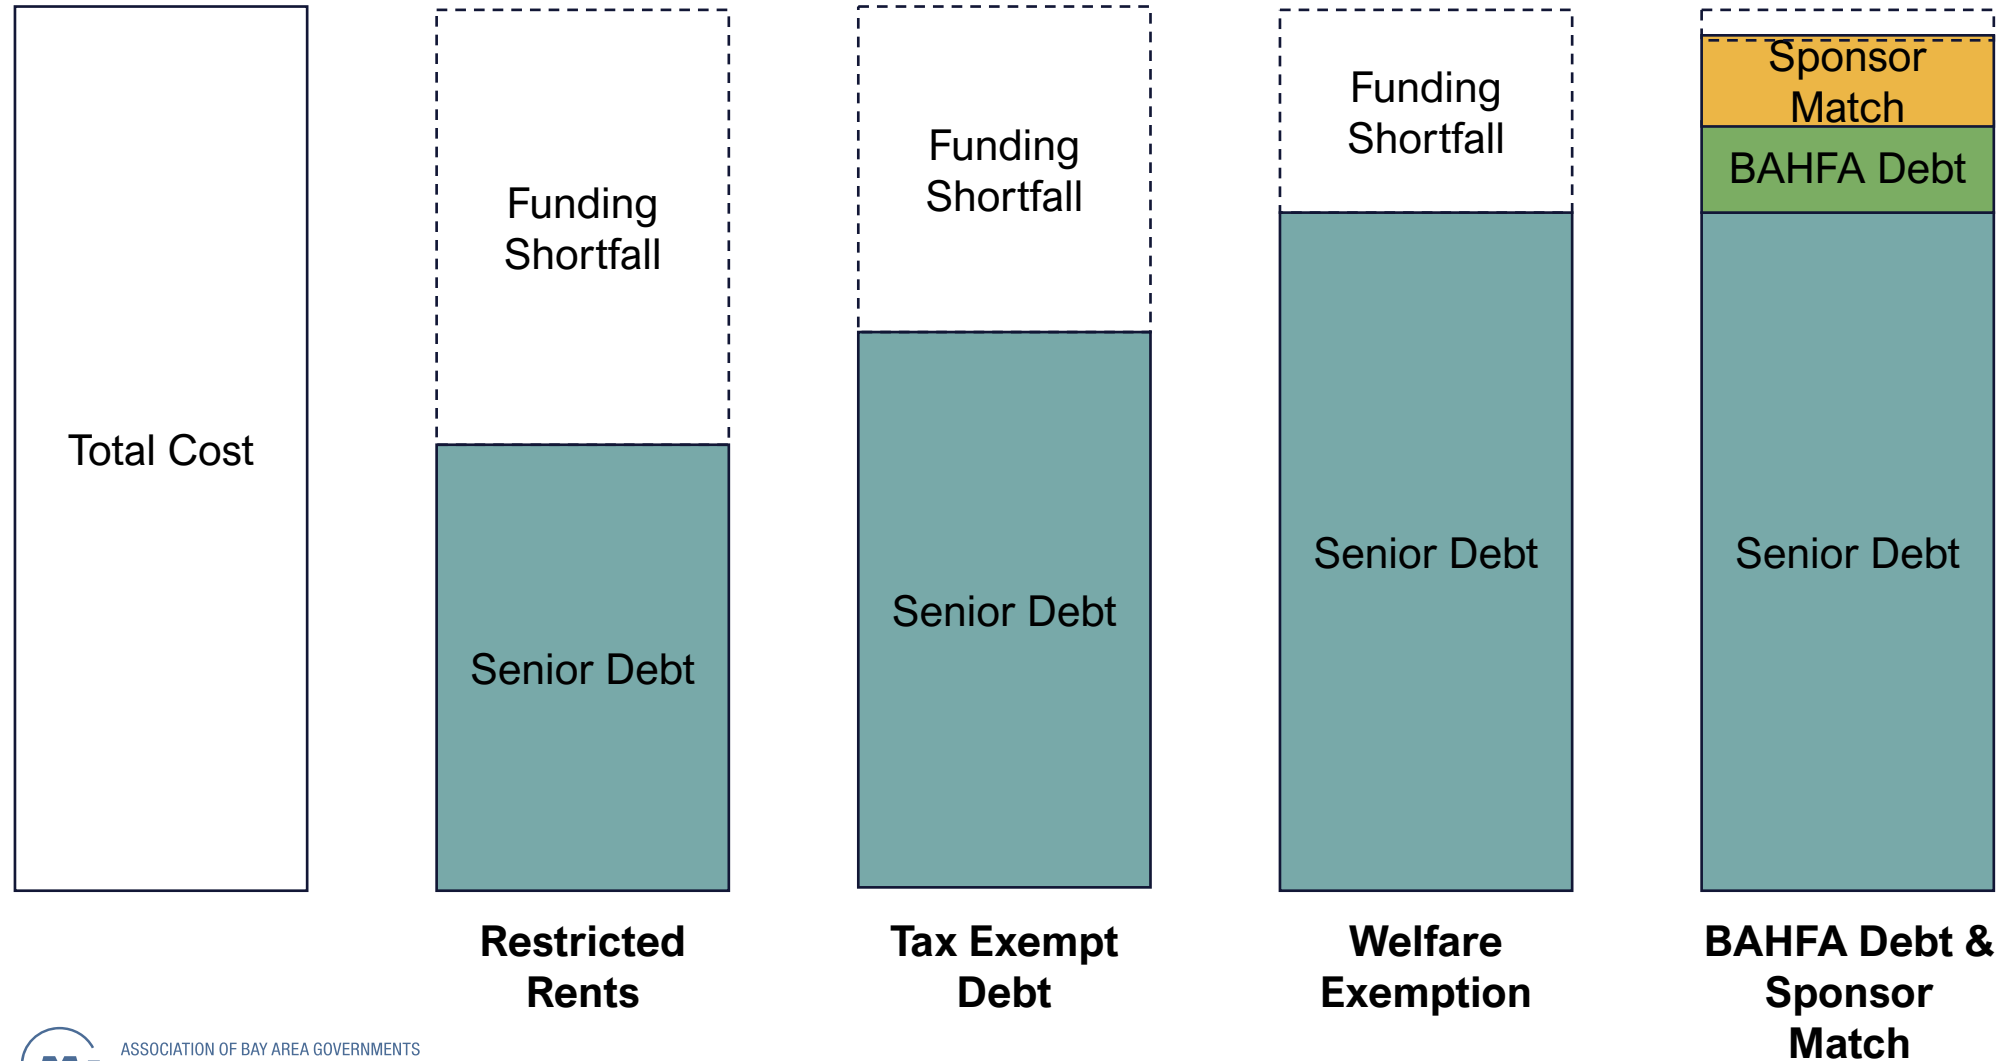 Total Cost
Funding
Shortfall
Senior Debt
Restricted
Rents
Funding
Shortfall
Senior Debt
Tax Exempt
Debt
Funding
Shortfall
Senior Debt
Welfare
Exemption
Sponsor
Match
BAHFA Debt
Senior Debt
BAHFA Debt &
Sponsor
Match
ASSOCIATION OF BAY AREA GOVERNMENTS